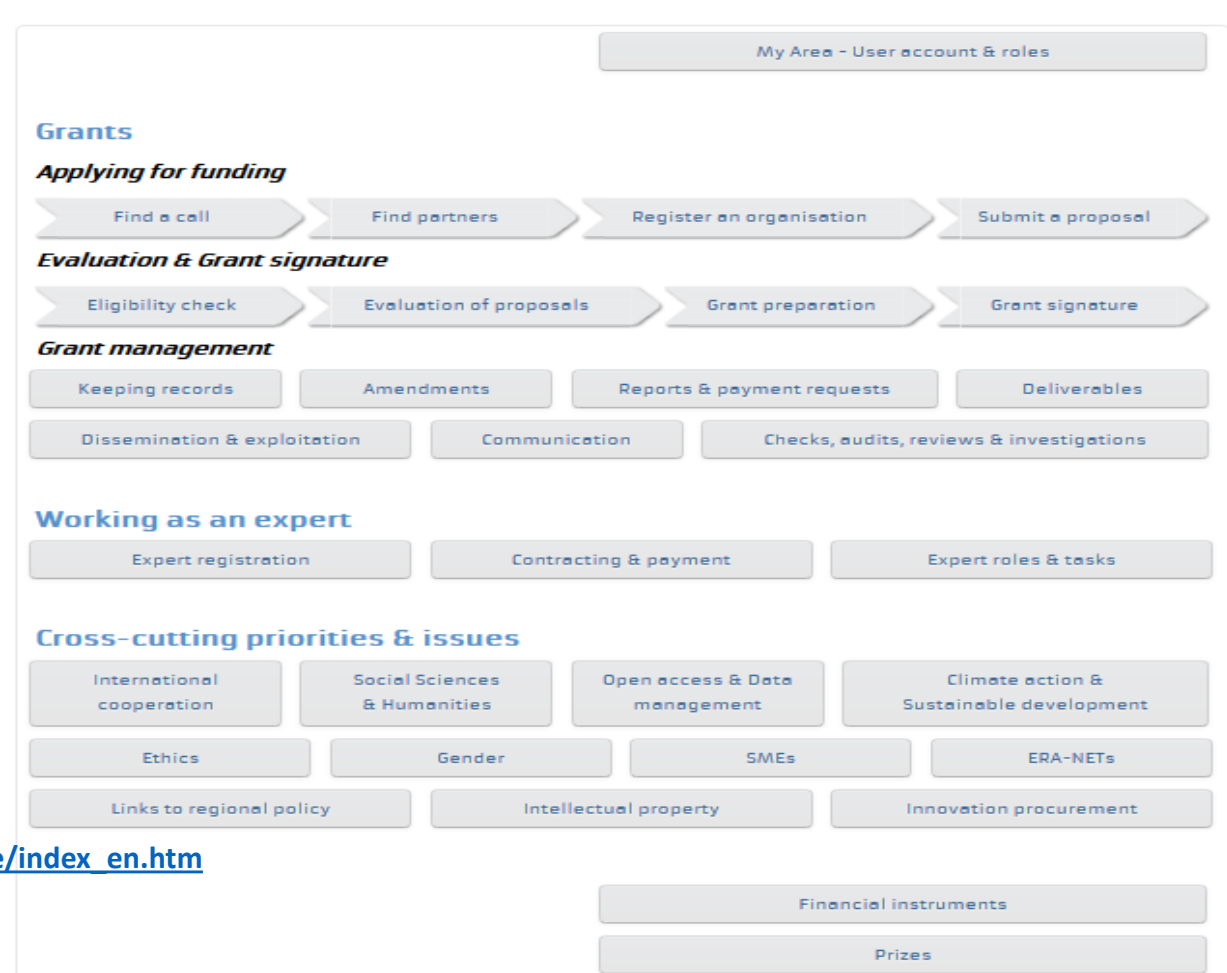 My Area - User account & roles
Grants
Applying for funding
Find a call Find partners Register an organisation Submit a proposal
Evaluation & Grant signature
Eligibility check Evaluation of proposals Grant preparation Grant signature
Grant management
Keeping records Amendments Reports & payment requests Deliverables
Dissemination & exploitation Communication Checks, audits, reviews & investigations
Working as an expert
Expert registration Contracting & payment Expert roles & tasks
Cross-cutting priorities & issues
International Social Sciences Open access & Data Climate action &
cooperation & Humanities management Sustainable development
Ethics Gender SMEs ERA-NETs
Links to regional policy Intellectual property Innovation procurement
e/index_en.htm
Financial instruments
Prizes